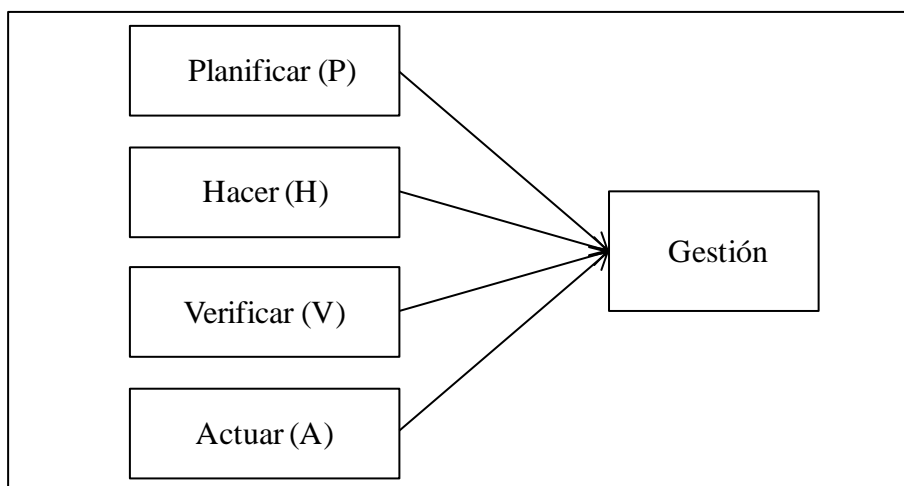 Planificar (P)
Hacer (H)
Verificar (V)
Actuar (A)
Gestión